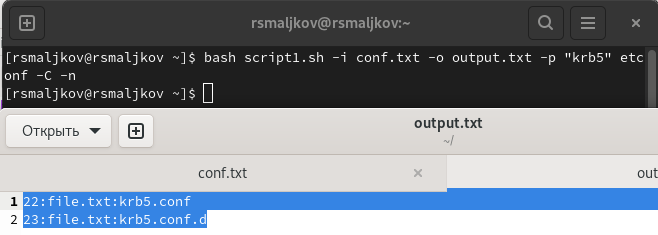 rsmaljkov@rsmaljkov:~
[rsmaljkov@rsmaljkov ~]$ bash script1.sh -i conf.txt -o output.txt -p "krb5" etc
onf -C -n
[rsmaljkov@rsmaljkov ~]$
Открыть
output.txt
~/
conf.txt
out
1 22:file.txt:krb5.conf
2 23:file.txt:krb5.conf.d